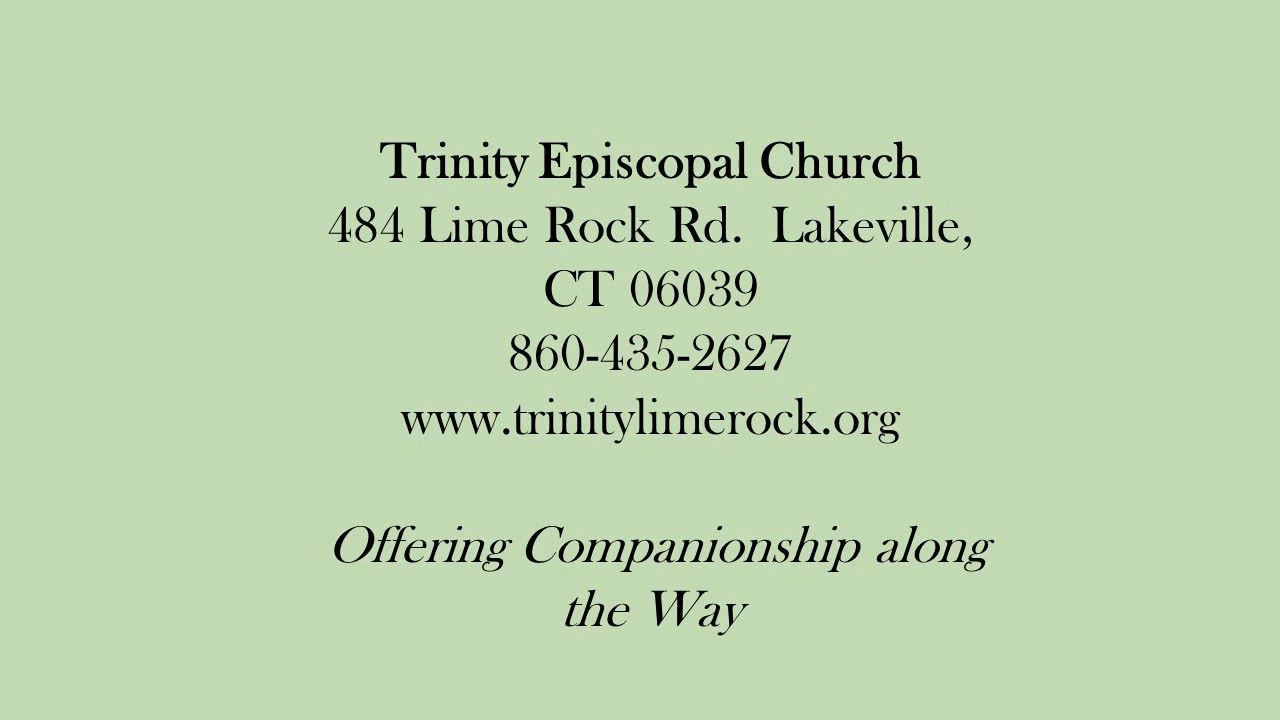 Trinity Episcopal Church
484 Lime Rock Rd.  Lakeville,
CT 06039
860-435-2627
www.trinitylimerock.org
Offering Companionship along
the Way